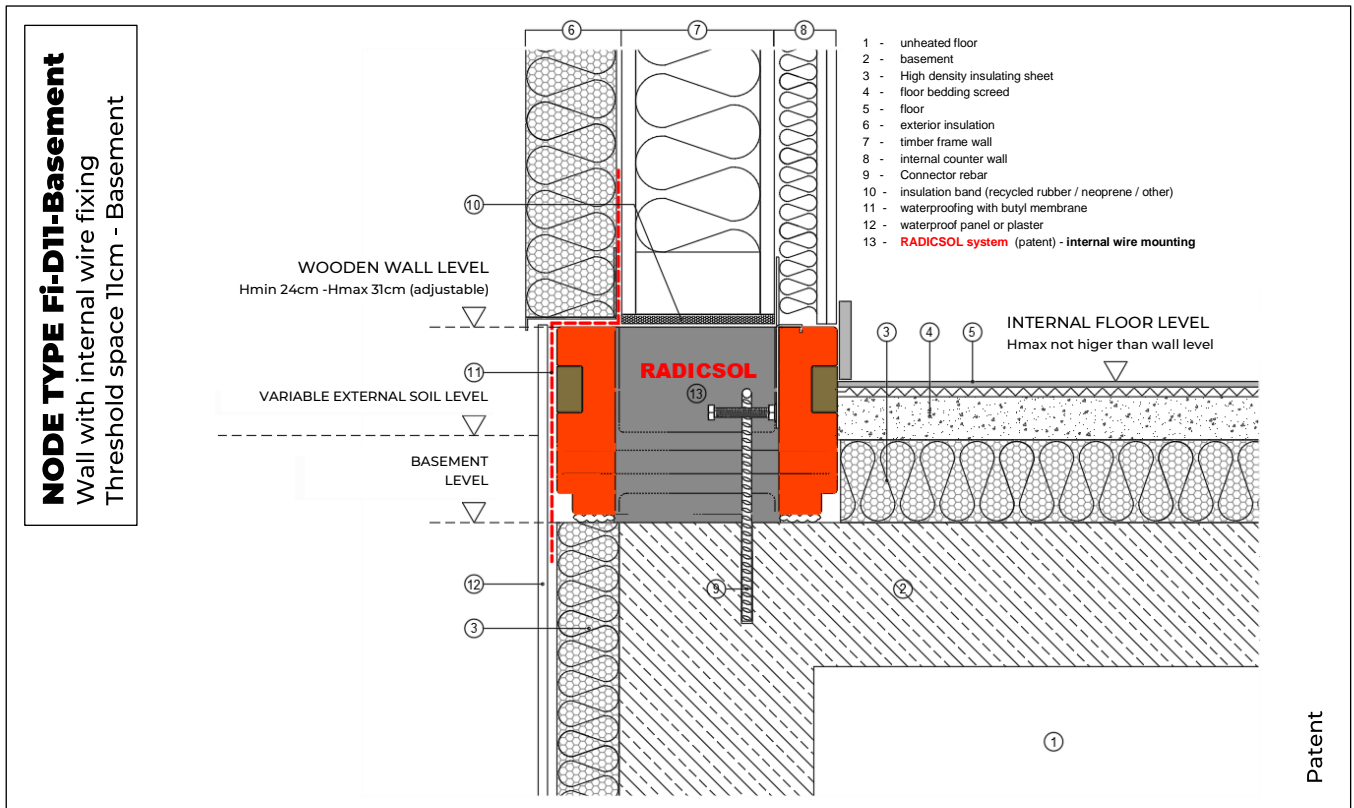 NODE TYPE Fi-D11-Basement
Wall with internal wire fixing
Threshold space 11cm - Basement
6
7
8
1 - unheated floor
2 - basement
3 - High density insulating sheet
4 - floor bedding screed
5 - floor
6 - exterior insulation
7 - timber frame wall
8 - internal counter wall
9 - Connector rebar
10 - insulation band (recycled rubber / neoprene / other)
11 - waterproofing with butyl membrane
12 - waterproof panel or plaster
13 - RADICSOL system (patent) - internal wire mounting
10
WOODEN WALL LEVEL
Hmin 24cm -Hmax 31cm (adjustable)
INTERNAL FLOOR LEVEL
Hmax not higer than wall level
3
4
5
11
RADICSOL
13
VARIABLE EXTERNAL SOIL LEVEL
BASEMENT
LEVEL
12
9
2
3
1
Patent